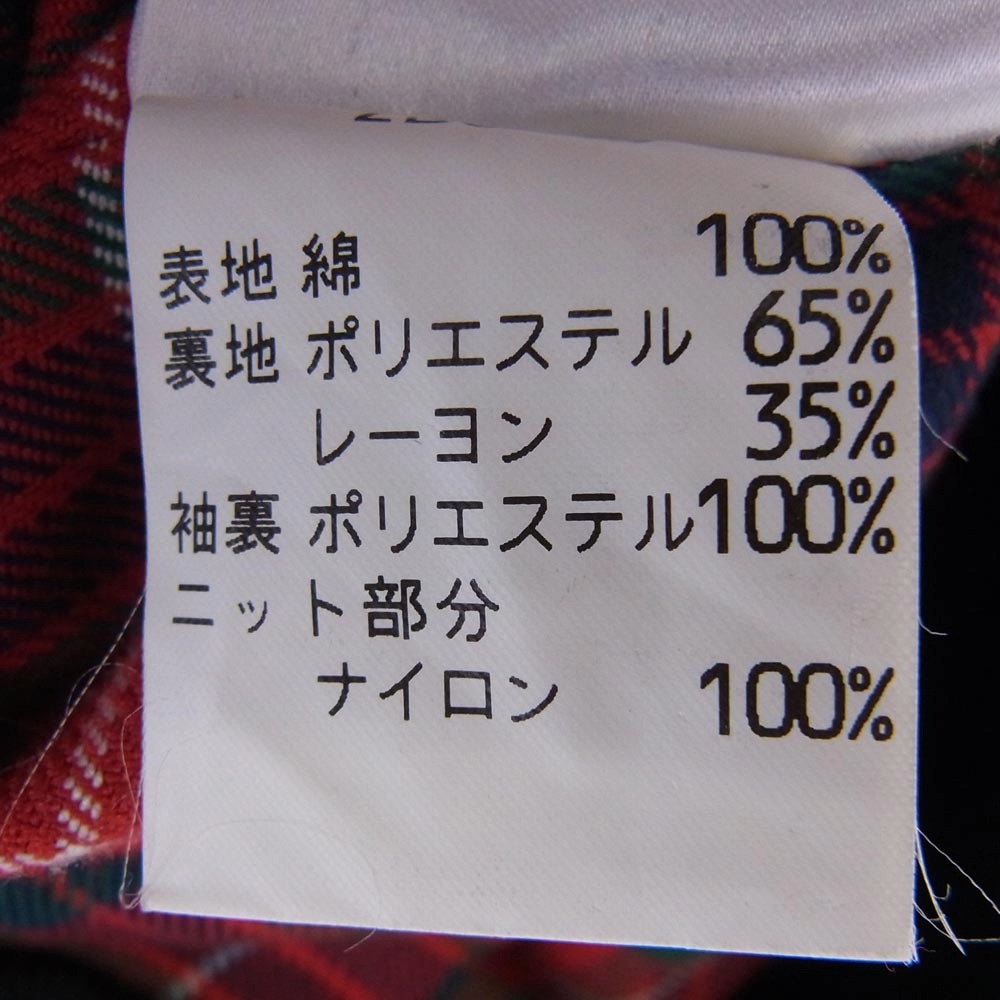 表地 綿 100%
裏地 ポリエステル 65%
レーヨン 35%
袖裏 ポリエステル100%
ニット部分
ナイロン 100%